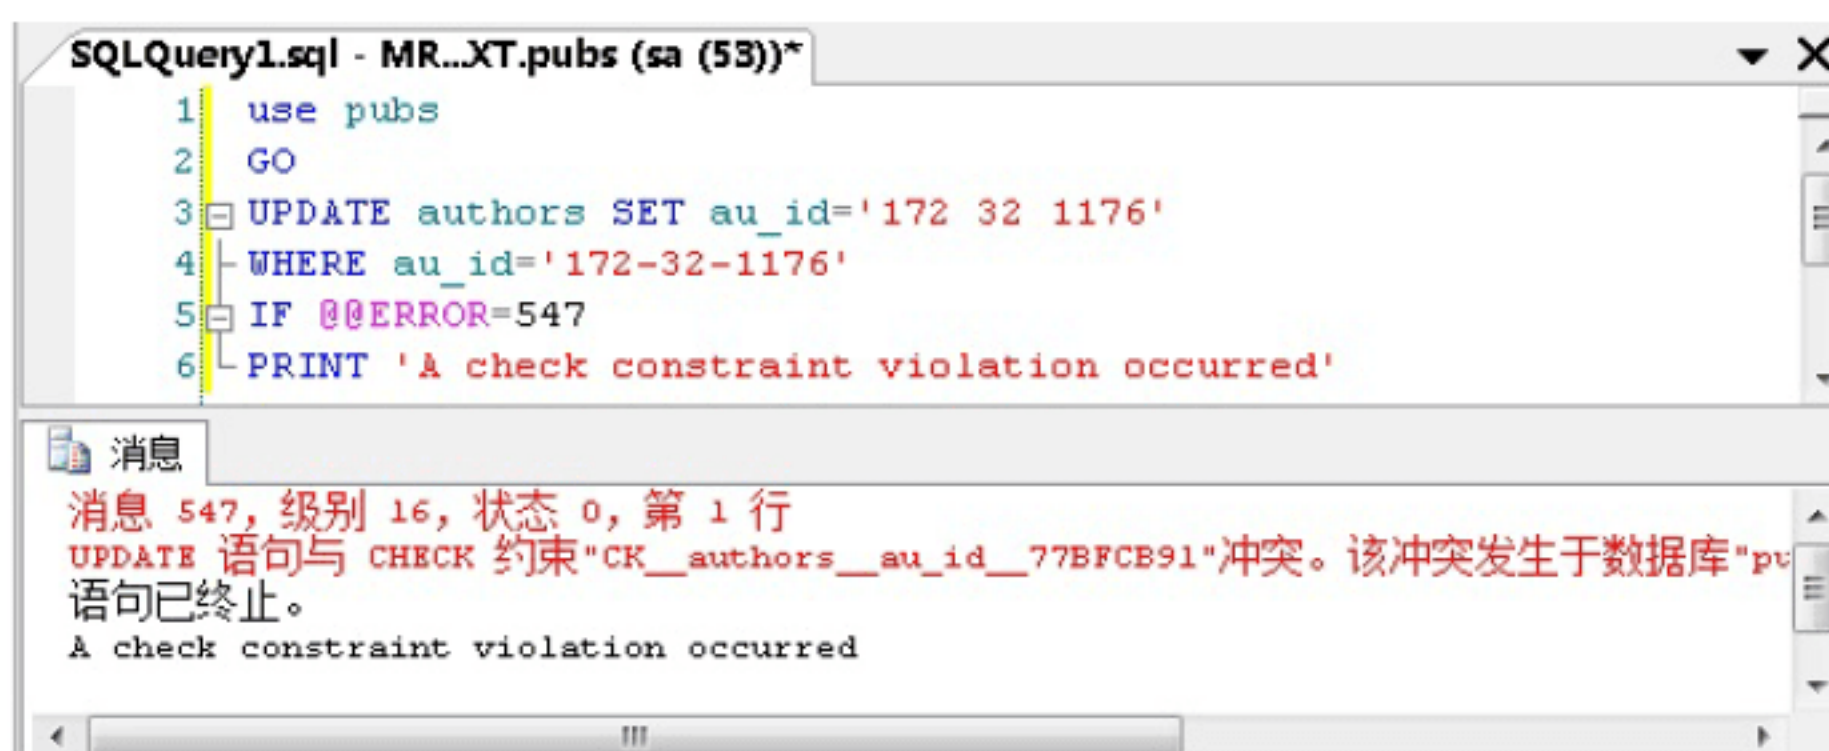 SQLQuery1.sql - MR...XT.pubs (sa (53))*
1 use pubs
2 GO
3 UPDATE authors SET au_id='172 32 1176'
4 WHERE au_id='172-32-1176'
5 IF @@ERROR=547
6 PRINT 'A check constraint violation occurred'
消息
消息 547, 级别 16, 状态 0, 第 1 行
UPDATE 语句与 CHECK 约束"CK__authors__au_id__77BFCB91"冲突。该冲突发生于数据库"pu
语句已终止。
A check constraint violation occurred